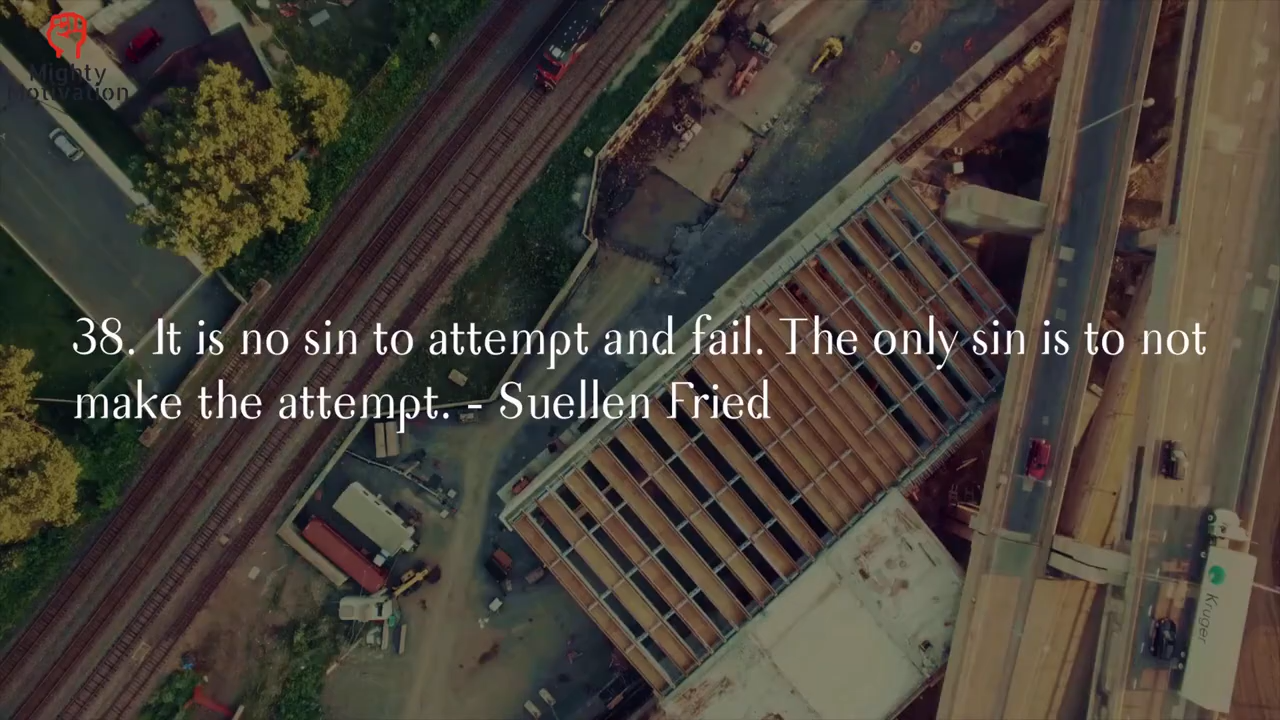 Mighty
Motivation
38. It is no sin to attempt and fail. The only sin is to not
make the attempt. - Suellen Fried
Kruger